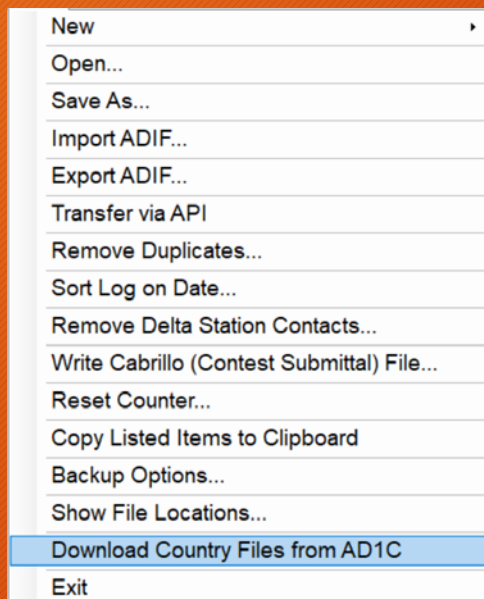 New
Open...
Save As...
Import ADIF...
Export ADIF...
Transfer via API
Remove Duplicates...
Sort Log on Date...
Remove Delta Station Contacts...
Write Cabrillo (Contest Submittal) File...
Reset Counter...
Copy Listed Items to Clipboard
Backup Options...
Show File Locations...
Download Country Files from AD1C
Exit